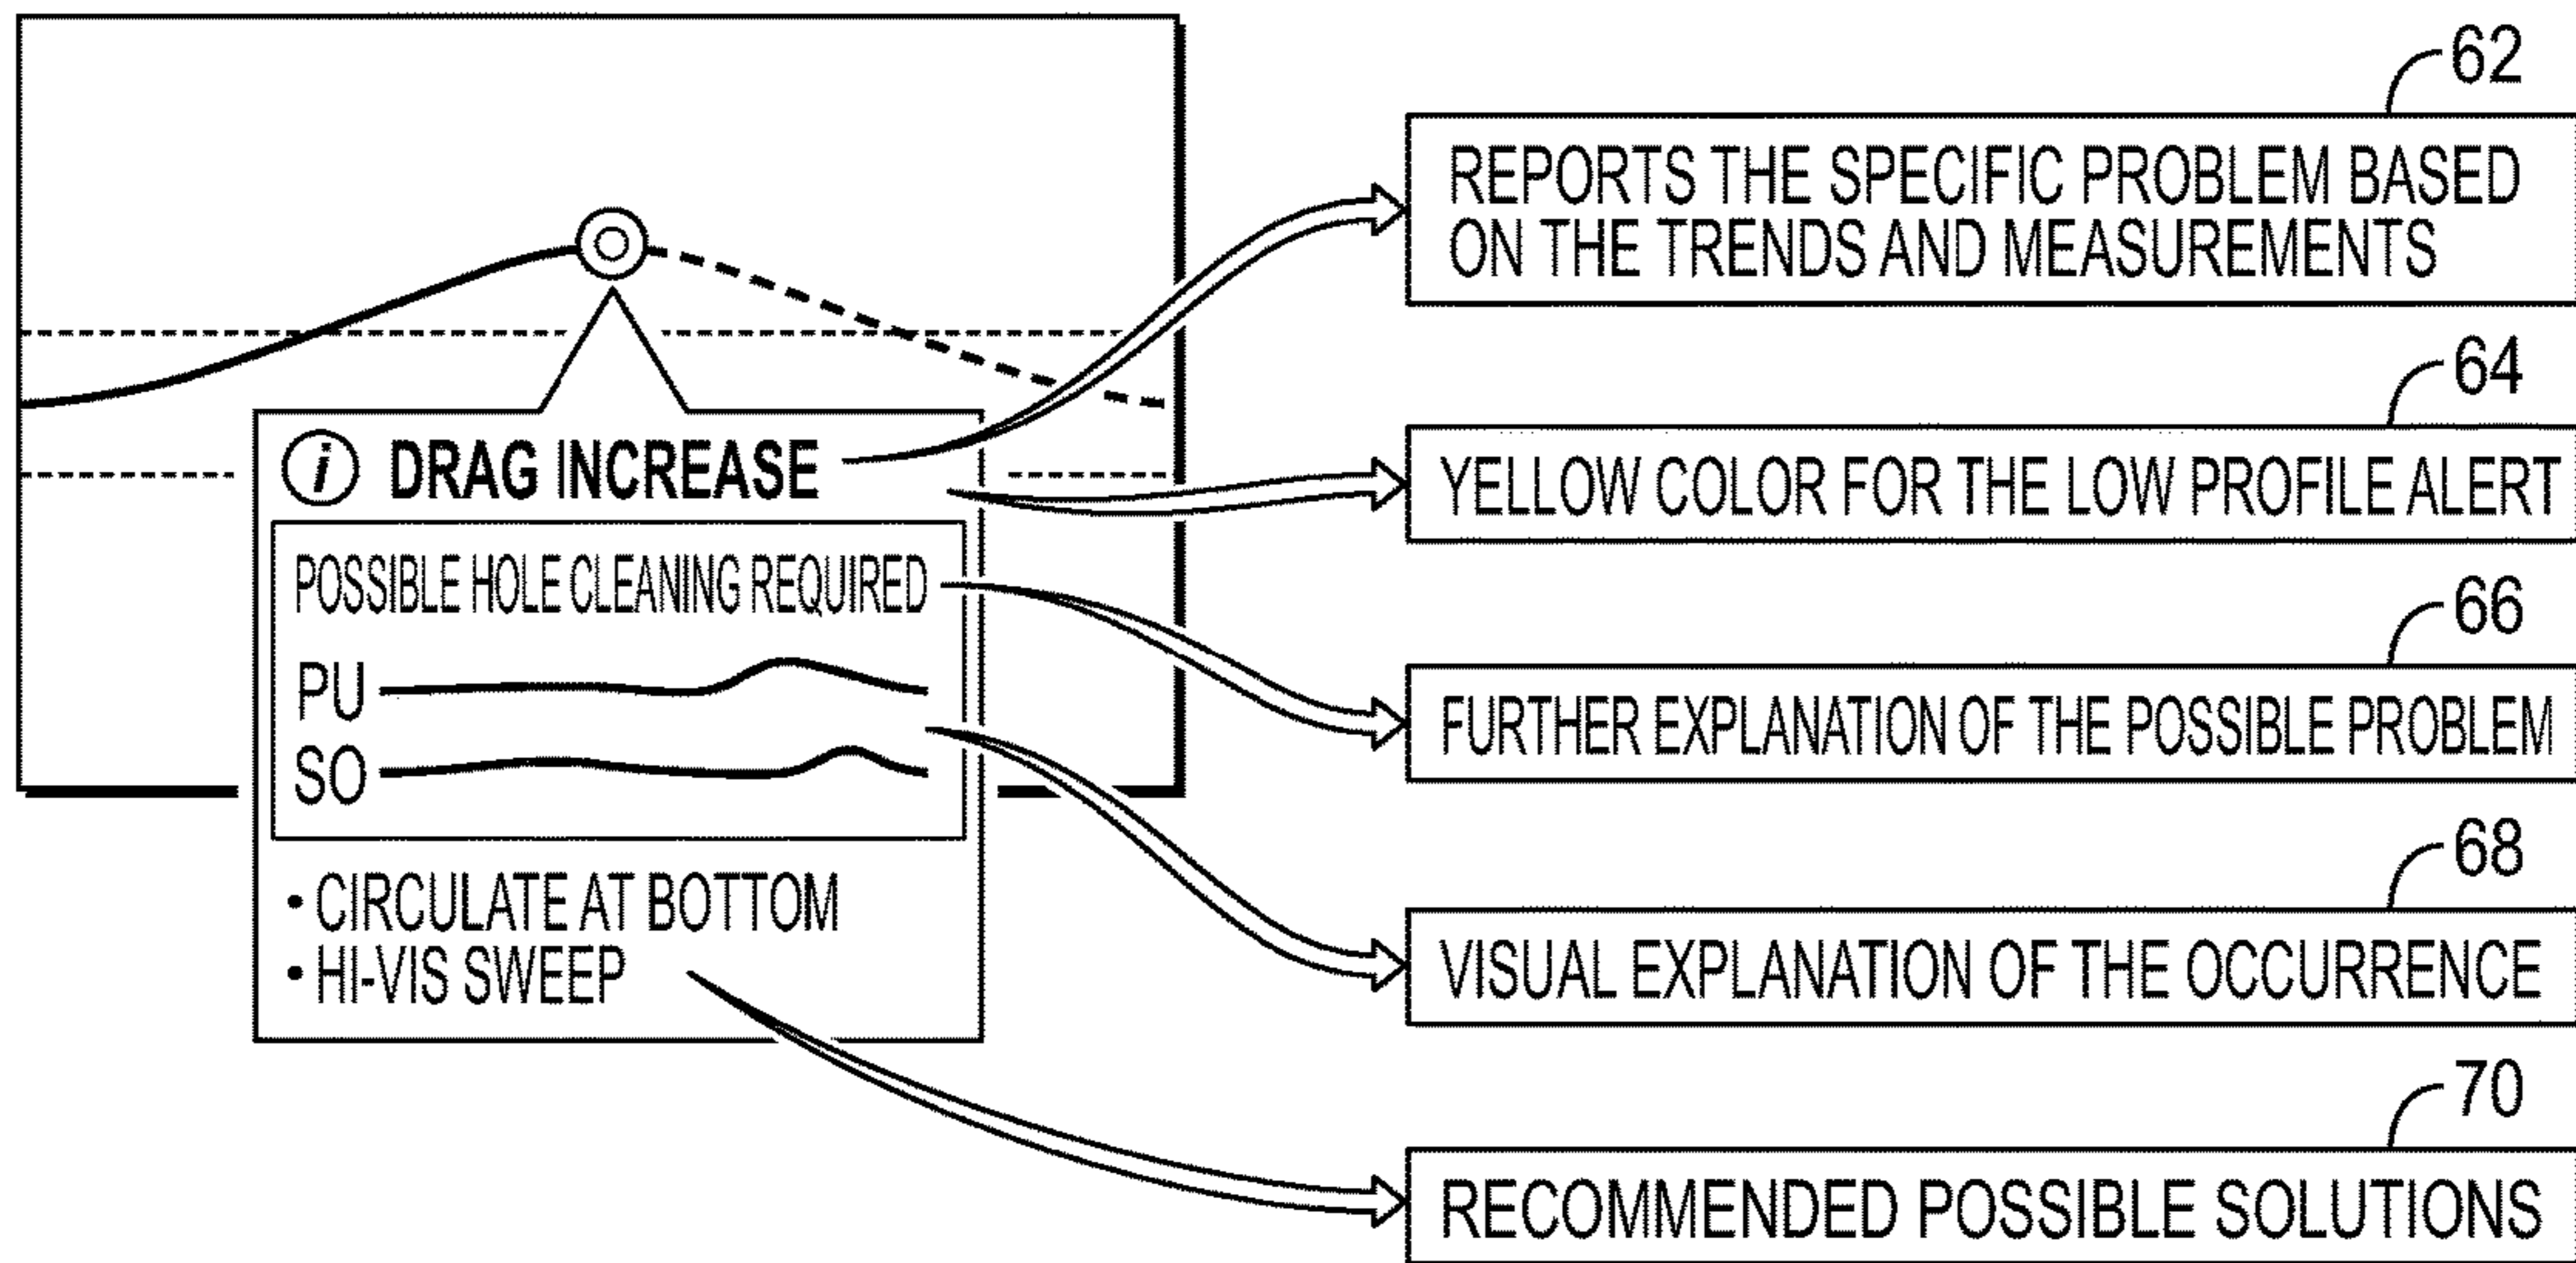 i DRAG INCREASE
POSSIBLE HOLE CLEANING REQUIRED
PU
SO
• CIRCULATE AT BOTTOM
• HI-VIS SWEEP
62
REPORTS THE SPECIFIC PROBLEM BASED
ON THE TRENDS AND MEASUREMENTS
64
YELLOW COLOR FOR THE LOW PROFILE ALERT
66
FURTHER EXPLANATION OF THE POSSIBLE PROBLEM
68
VISUAL EXPLANATION OF THE OCCURRENCE
70
RECOMMENDED POSSIBLE SOLUTIONS